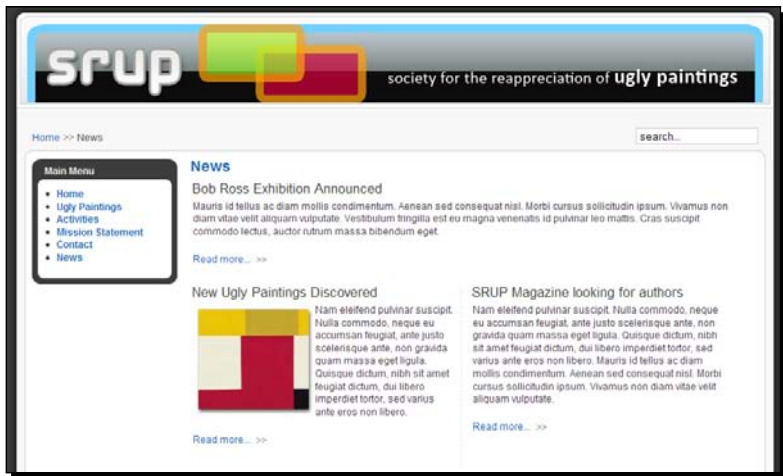 srup
society for the reappreciation of ugly paintings
Home >> News
search...
Main Menu
Home
Ugly Paintings
Activities
Mission Statement
Contact
News
News
Bob Ross Exhibition Announced
Mauris id tellus ac diam mollis condimentum. Aenean sed consequat nisl. Morbi cursus sollicitudin ipsum. Vivamus non
diam vitae velit aliquam vulputate. Vestibulum fringilla est eu magna venenatis id pulvinar leo mattis. Cras suscipit
commodo lectus, auctor rutrum massa bibendum eget.
Read more... >>
New Ugly Paintings Discovered
Nam eleifend pulvinar suscipit.
Nulla commodo, neque eu
accumsan feugiat, ante justo
scelerisque ante, non gravida
quam massa eget ligula.
Quisque dictum, nibh sit amet
feugiat dictum, dui libero
imperdiet tortor, sed varius
ante eros non libero.
Read more... >>
SRUP Magazine looking for authors
Nam eleifend pulvinar suscipit. Nulla commodo, neque
eu accumsan feugiat, ante justo scelerisque ante, non
gravida quam massa eget ligula. Quisque dictum, nibh
sit amet feugiat dictum, dui libero imperdiet tortor, sed
varius ante eros non libero. Mauris id tellus ac diam
mollis condimentum. Aenean sed consequat nisl. Morbi
cursus sollicitudin ipsum. Vivamus non diam vitae velit
aliquam vulputate.
Read more... >>